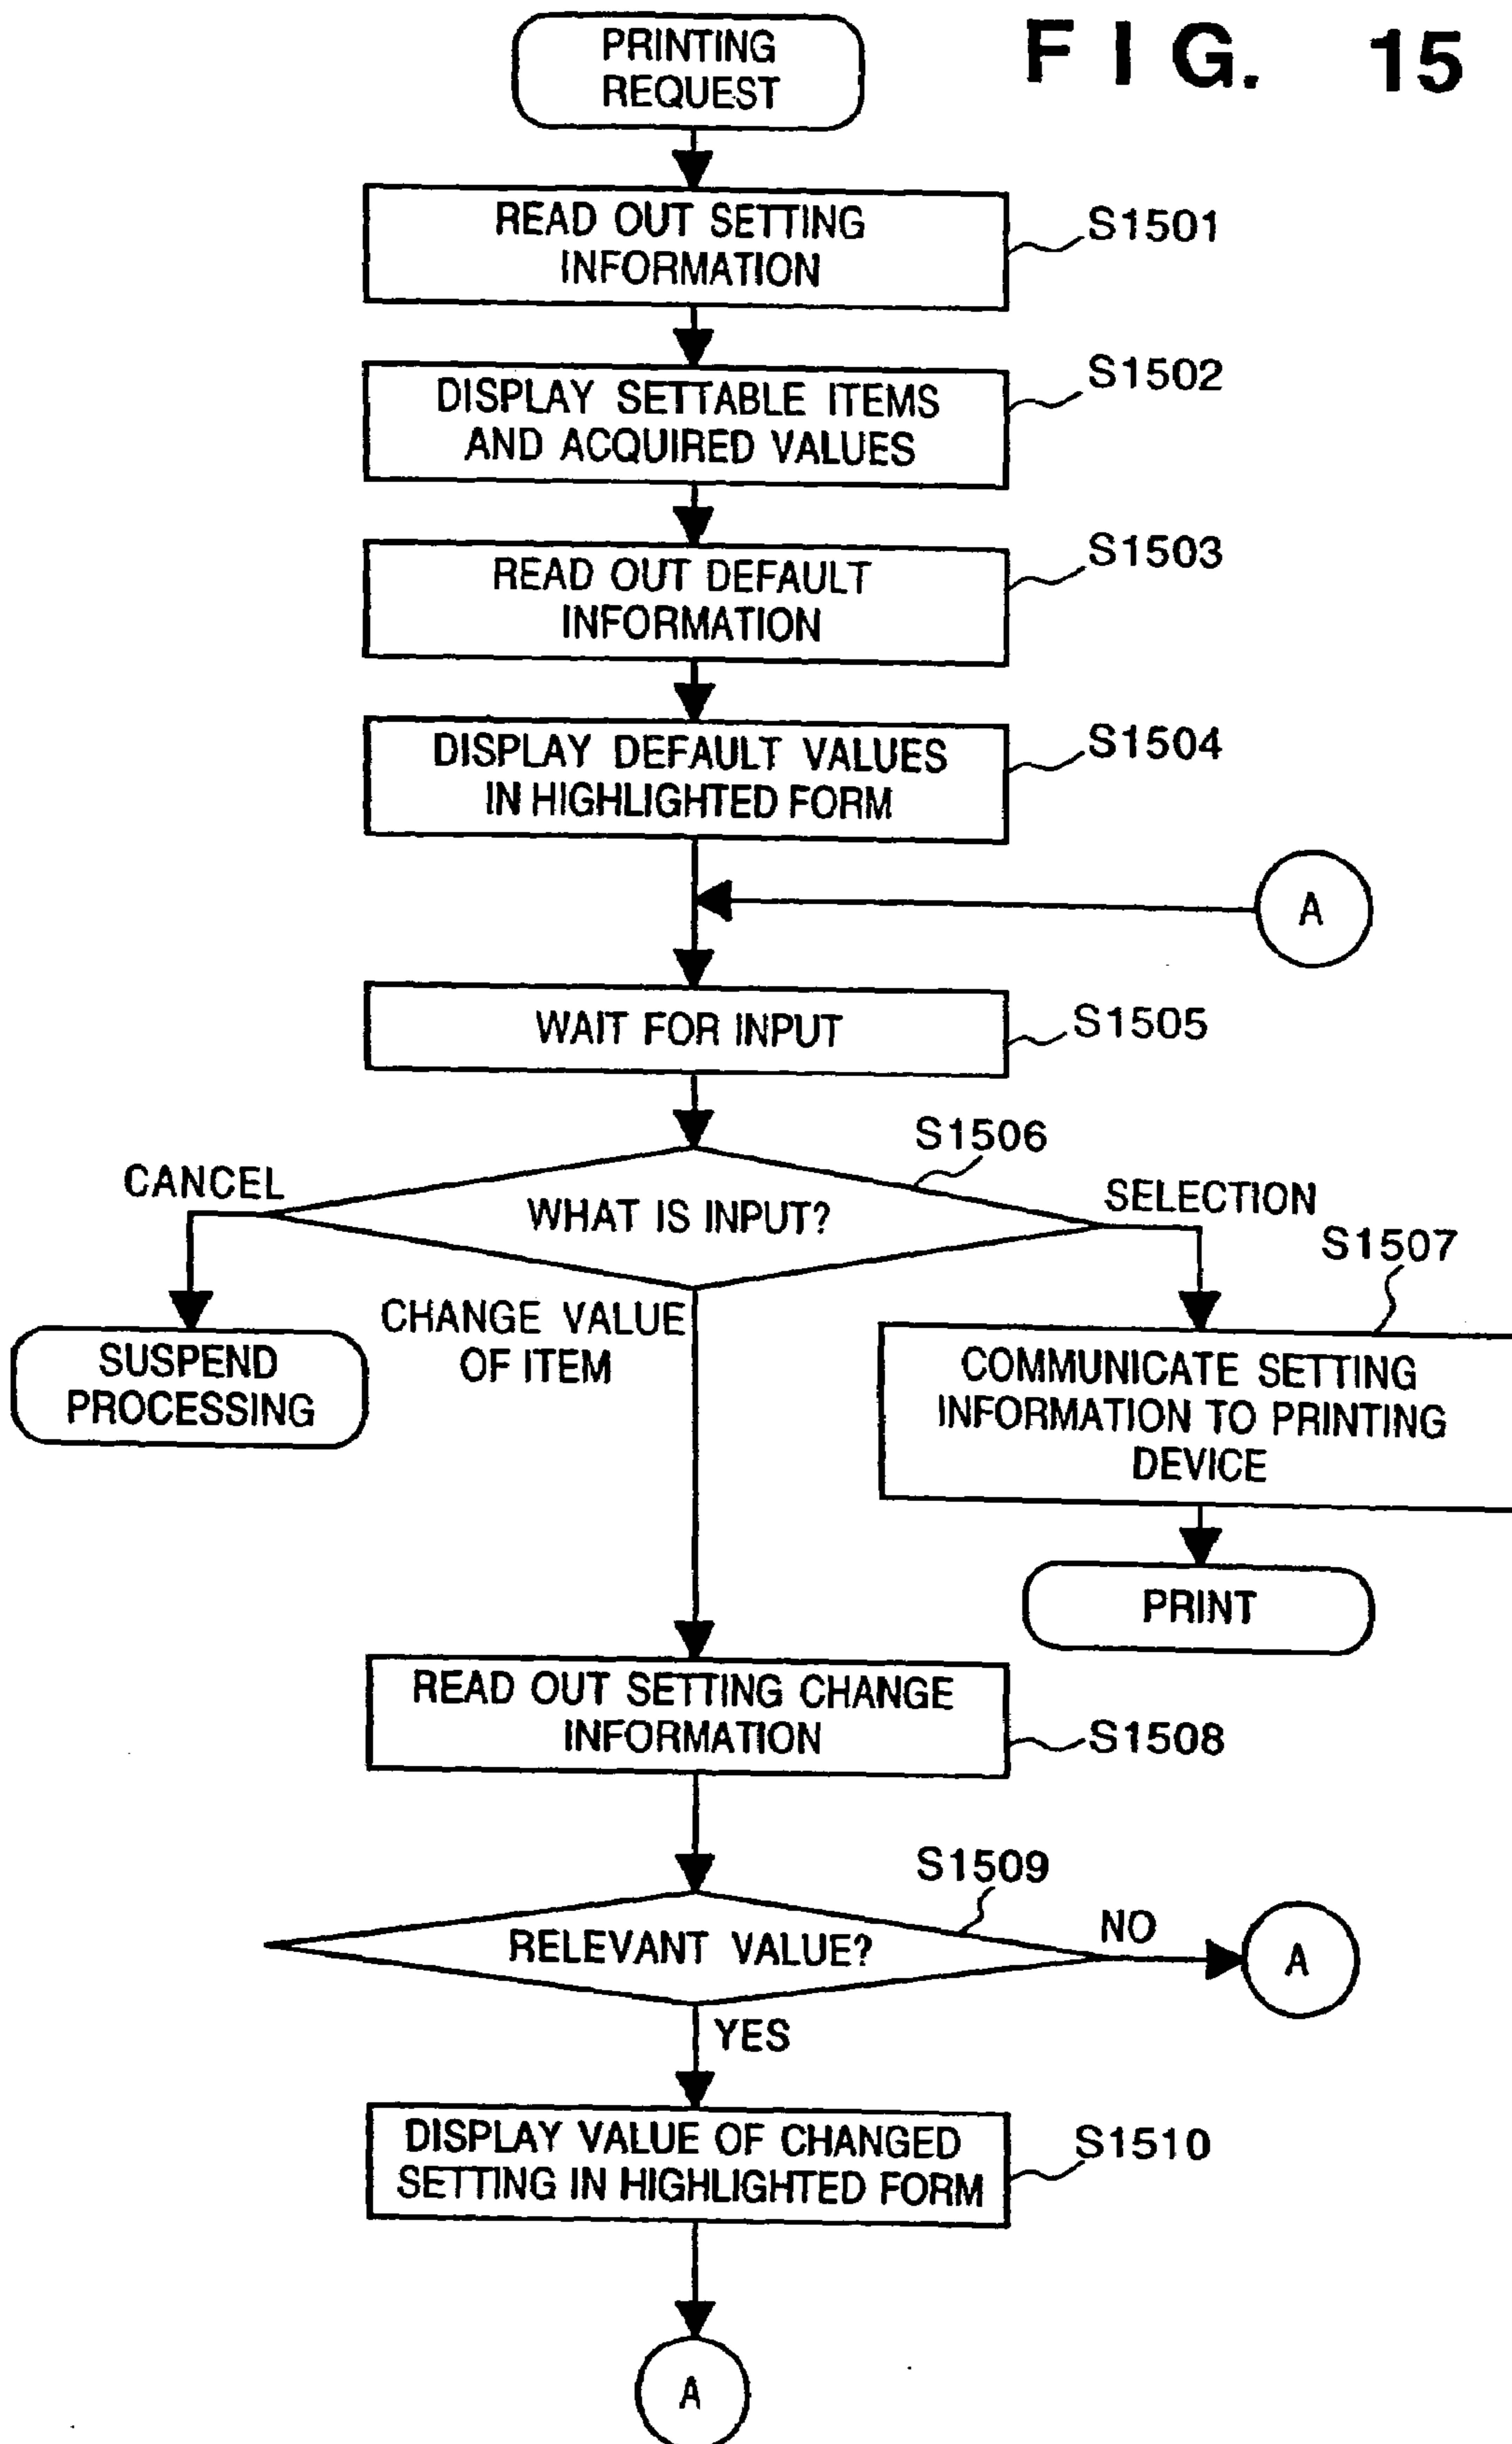 PRINTING
REQUEST
F I G. 15
READ OUT SETTING
INFORMATION
S1501
DISPLAY SETTABLE ITEMS
AND ACQUIRED VALUES
S1502
READ OUT DEFAULT
INFORMATION
S1503
DISPLAY DEFAULT VALUES
IN HIGHLIGHTED FORM
S1504
A
WAIT FOR INPUT
S1505
S1506
CANCEL
WHAT IS INPUT?
SELECTION
S1507
CHANGE VALUE
OF ITEM
SUSPEND
PROCESSING
COMMUNICATE SETTING
INFORMATION TO PRINTING
DEVICE
PRINT
READ OUT SETTING CHANGE
INFORMATION
S1508
S1509
RELEVANT VALUE?
NO
A
YES
DISPLAY VALUE OF CHANGED
SETTING IN HIGHLIGHTED FORM
S1510
A